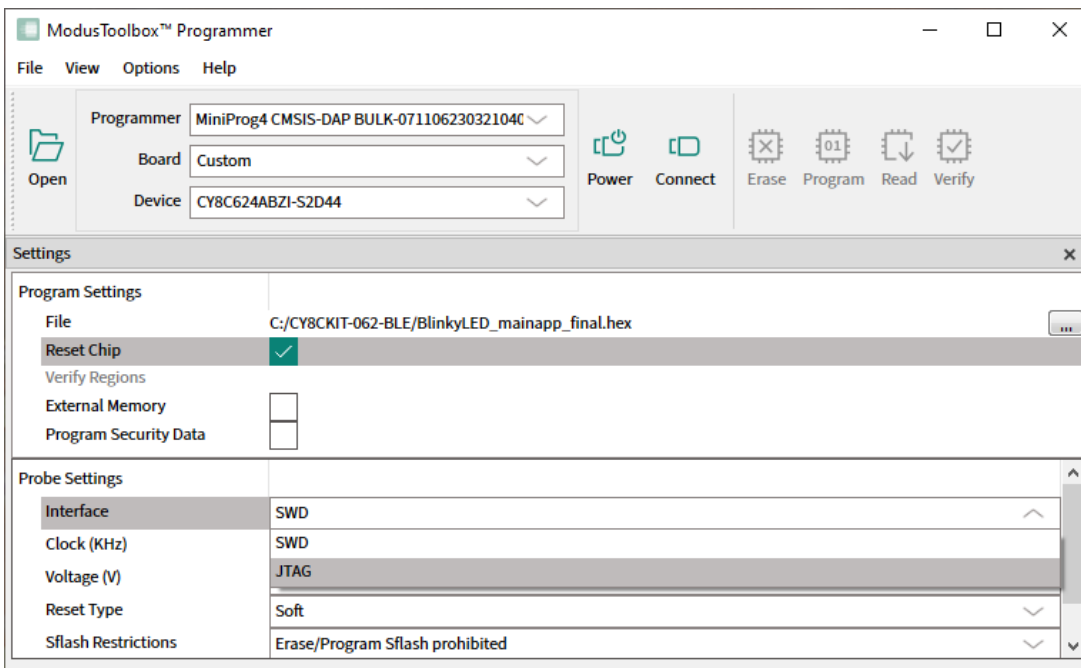 ModusToolbox™ Programmer
File View Options Help
Programmer MiniProg4 CMSIS-DAP BULK-071106230321040
Board Custom
Device CY8C624ABZI-S2D44
Open
Power Connect Erase Program Read Verify
01
Settings
Program Settings
File C:/CY8CKIT-062-BLE/BlinkyLED_mainapp_final.hex ...
Reset Chip
Verify Regions
External Memory
Program Security Data
Probe Settings
Interface SWD
Clock (KHz) SWD
Voltage (V) JTAG
Reset Type Soft
Sflash Restrictions Erase/Program Sflash prohibited